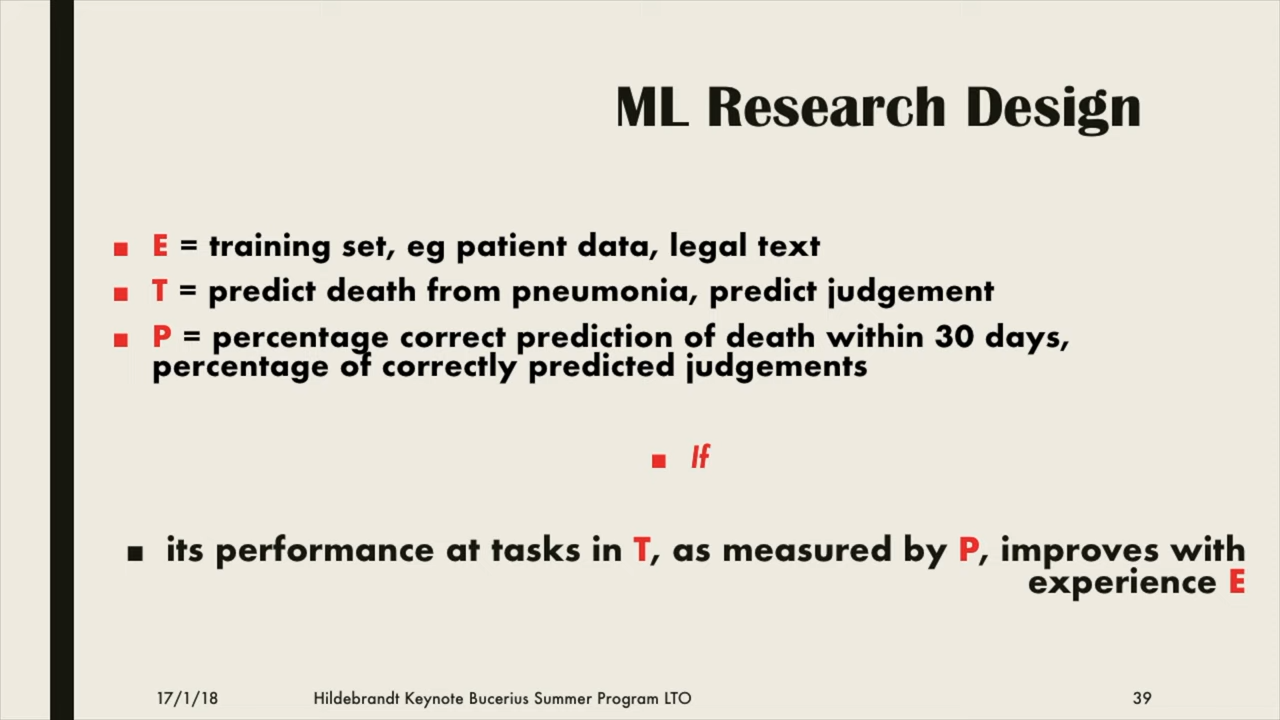 ML Research Design
■ E = training set, eg patient data, legal text
■ T = predict death from pneumonia, predict judgement
■ P = percentage correct prediction of death within 30 days,
percentage of correctly predicted judgements
■ If
■ its performance at tasks in T, as measured by P, improves with
experience E
17/1/18 Hildebrandt Keynote Bucerius Summer Program LTO 39